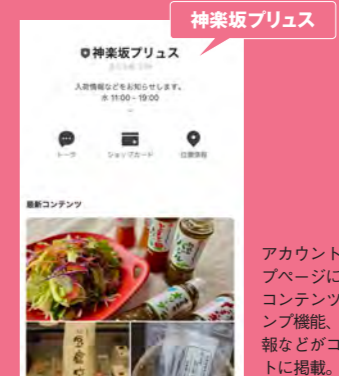 神楽坂プリュス
神楽坂プリュス
入荷情報などをお知らせします。
水 11:00 - 19:00
トーク
ショップカード
位置情報
最新コンテンツ
アカウント
プページに
コンテンツ
ンプ機能、
報などがコ
トに掲載。